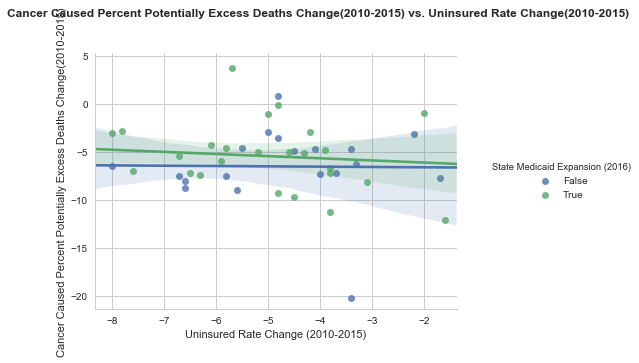 Cancer Caused Percent Potentially Excess Deaths Change(2010-2015) vs. Uninsured Rate Change(2010-2015)
Cancer Caused Percent Potentially Excess Deaths Change(2010-2015)
5
0
−5
−10
−15
−20
−8
−7
−6
−5
−4
−3
−2
Uninsured Rate Change (2010-2015)
State Medicaid Expansion (2016)
False
True